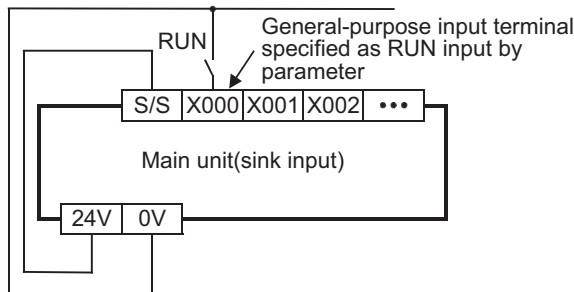 General-purpose input terminal
RUN specified as RUN input by
parameter
S/S X000 X001 X002 •••
Main unit(sink input)
24V 0V